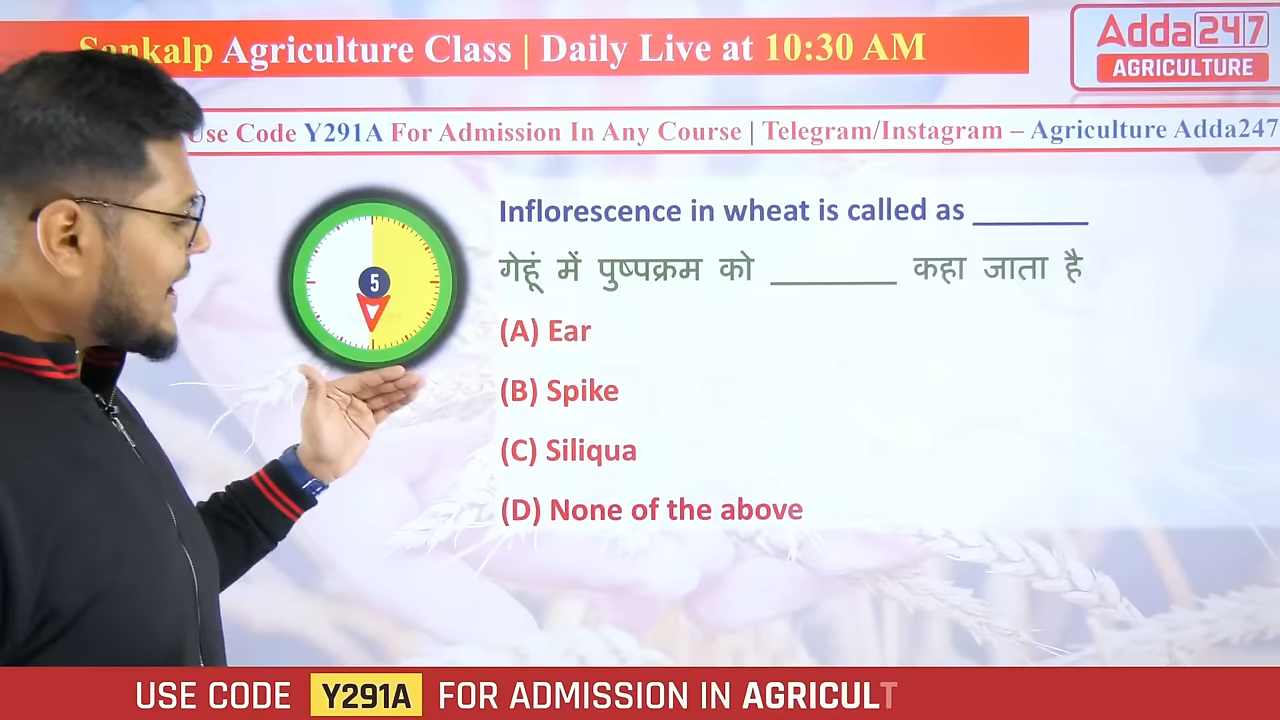 Sankalp Agriculture Class | Daily Live at 10:30 AM
Adda247
AGRICULTURE
Use Code Y291A For Admission In Any Course | Telegram/Instagram – Agriculture Adda247
5
Inflorescence in wheat is called as ________
गेहूं में पुष्पक्रम को _________ कहा जाता है
(A) Ear
(B) Spike
(C) Siliqua
(D) None of the above
USE CODE Y291A FOR ADMISSION IN AGRICULT